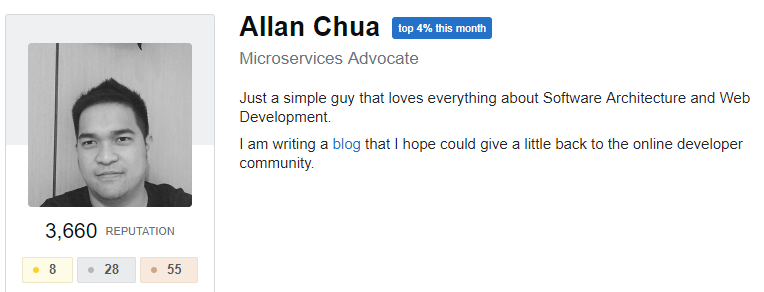 Allan Chua top 4% this month
Microservices Advocate
Just a simple guy that loves everything about Software Architecture and Web
Development.
I am writing a blog that I hope could give a little back to the online developer
community.
3,660 REPUTATION
8 28 55